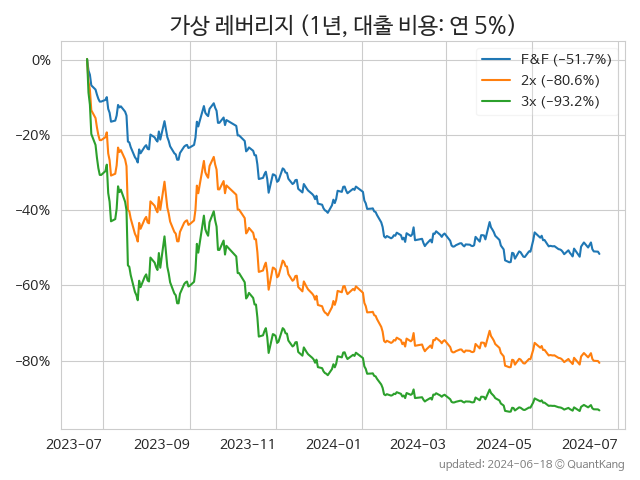 가상 레버리지 (1년, 대출 비용: 연 5%)
F&F (−51.7%)
2x (−80.6%)
3x (−93.2%)
0%
−20%
−40%
−60%
−80%
2023−07 2023−09 2023−11 2024−01 2024−03 2024−05 2024−07
updated: 2024-06-18 © QuantKang